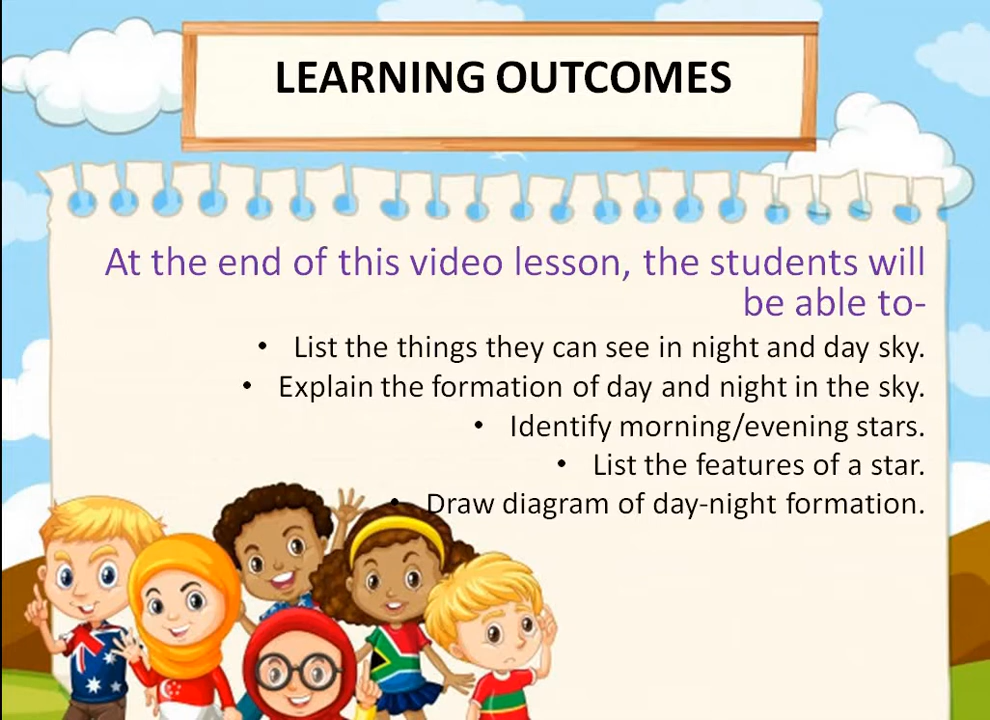 LEARNING OUTCOMES
At the end of this video lesson, the students will
be able to-
• List the things they can see in night and day sky.
• Explain the formation of day and night in the sky.
• Identify morning/evening stars.
• List the features of a star.
• Draw diagram of day-night formation.